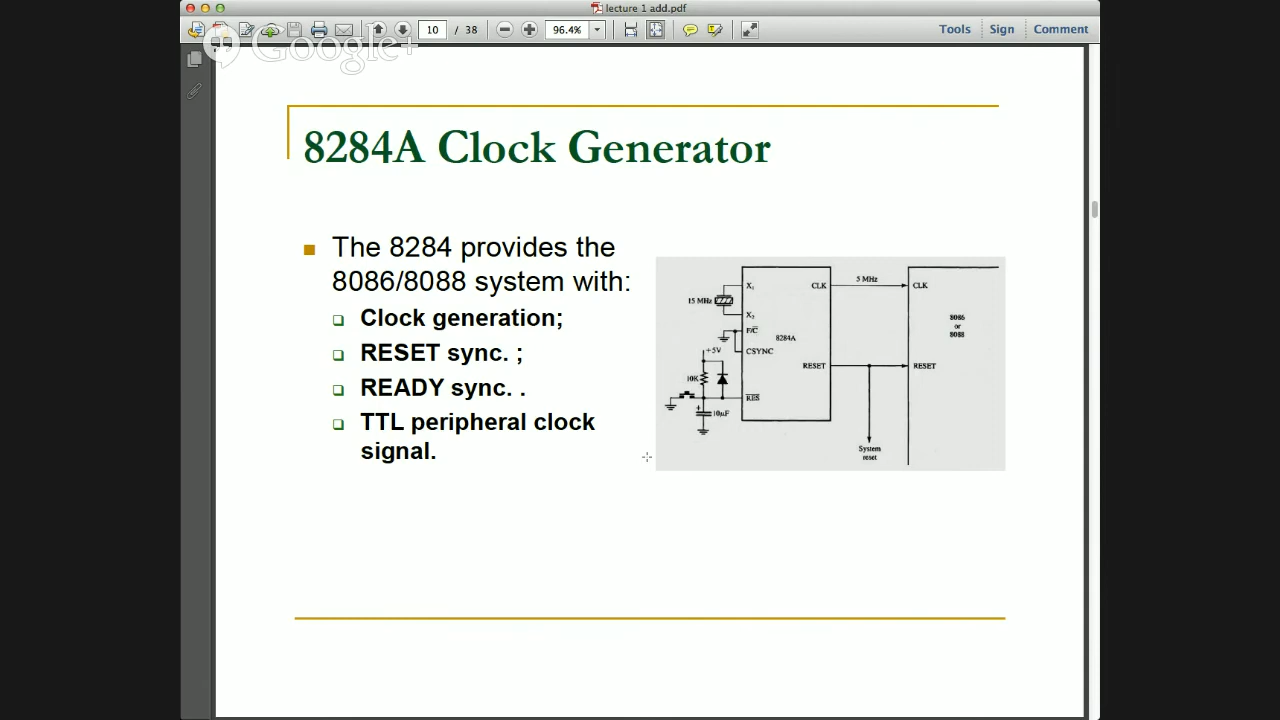 lecture 1 add.pdf
10 / 38
96.4%
Tools
Sign
Comment
Google+
8284A Clock Generator
The 8284 provides the
8086/8088 system with:
Clock generation;
RESET sync. ;
READY sync. .
TTL peripheral clock
signal.
15 MHz
X1
X2
F/C
CSYNC
8284A
CLK
RESET
RES
+5V
10K
+
10μF
5 MHz
CLK
8086
or
8088
RESET
System
reset